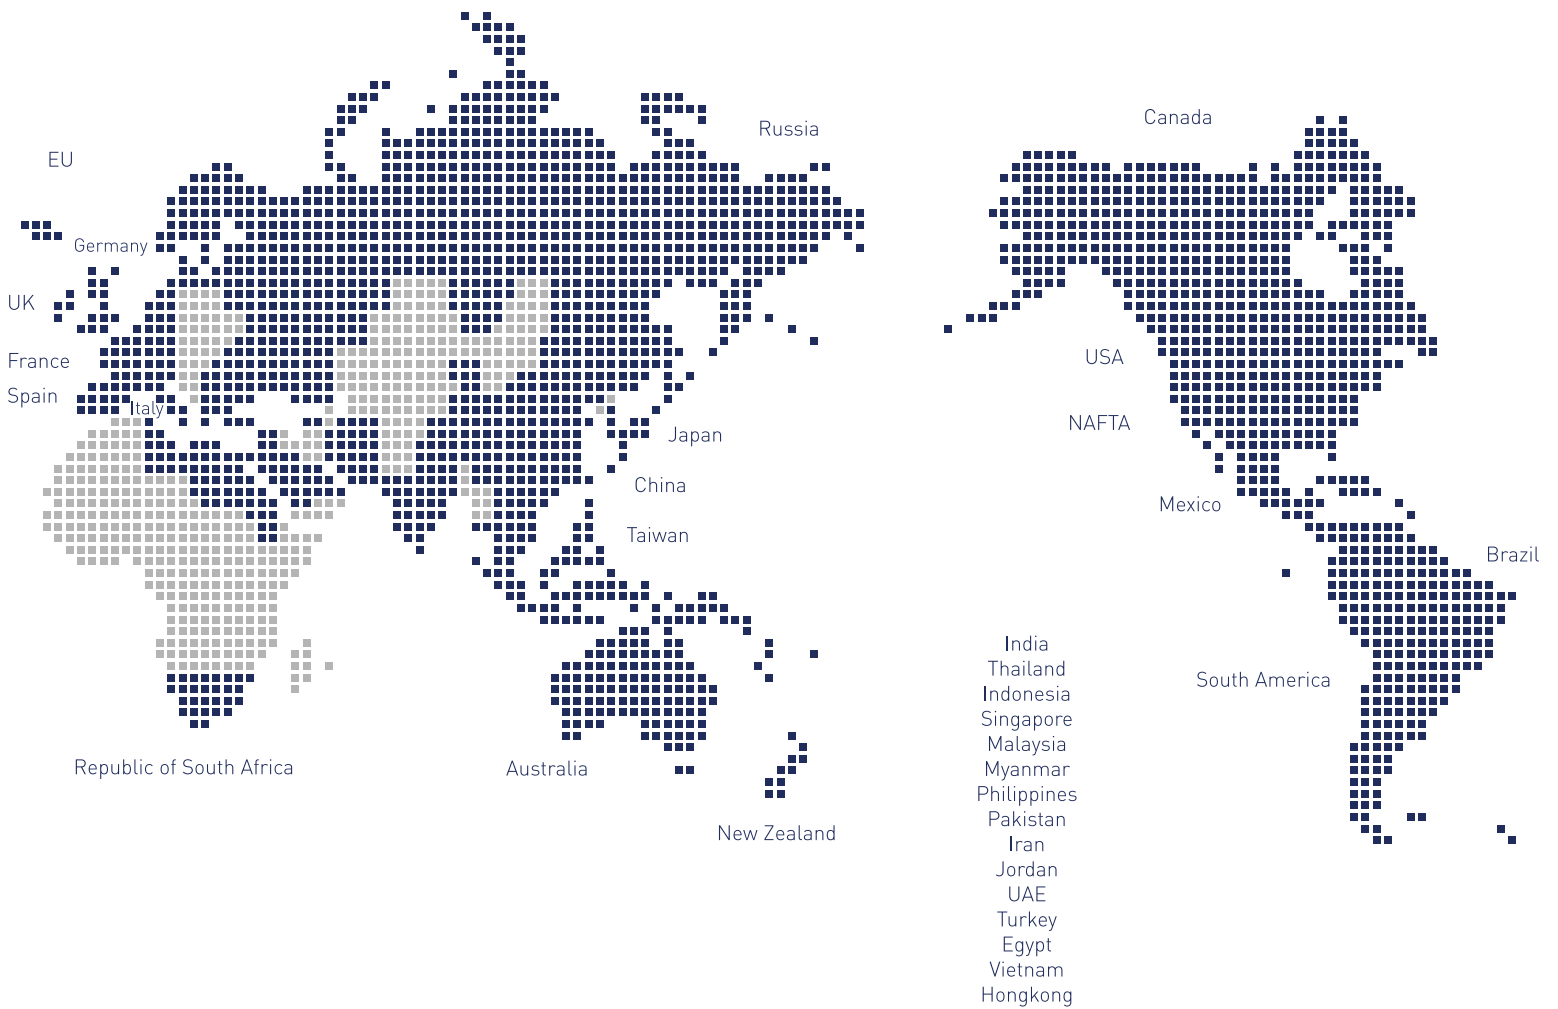 Canada
Russia
EU
Germany
UK
USA
France
Spain
Italy
NAFTA
Japan
China
Mexico
Taiwan
Brazil
South America
Republic of South Africa
Australia
New Zealand
India
Thailand
Indonesia
Singapore
Malaysia
Myanmar
Philippines
Pakistan
Iran
Jordan
UAE
Turkey
Egypt
Vietnam
Hongkong